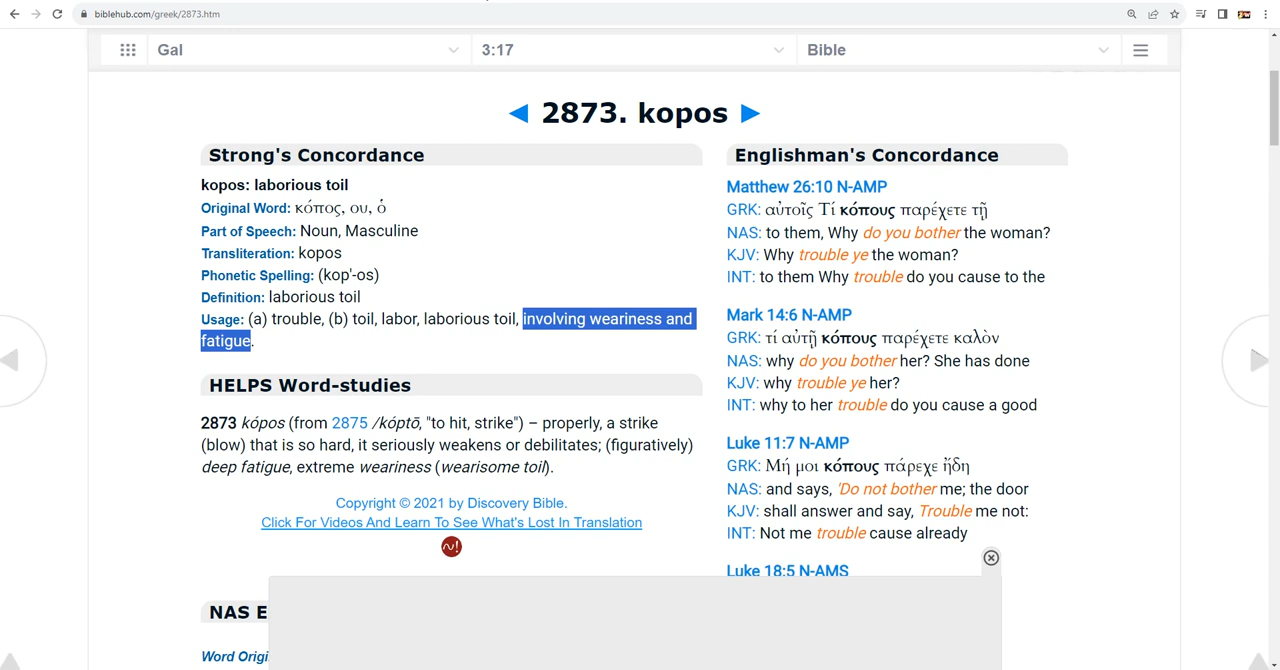 biblehub.com/greek/2873.htm
Gal
3:17
Bible
2873. kopos
Strong's Concordance
kopos: laborious toil
Original Word: κόπος, ου, ὁ
Part of Speech: Noun, Masculine
Transliteration: kopos
Phonetic Spelling: (kop'-os)
Definition: laborious toil
Usage: (a) trouble, (b) toil, labor, laborious toil, involving weariness and
fatigue.
HELPS Word-studies
2873 kópos (from 2875 /kóptō, "to hit, strike") – properly, a strike
(blow) that is so hard, it seriously weakens or debilitates; (figuratively)
deep fatigue, extreme weariness (wearisome toil).
Copyright © 2021 by Discovery Bible.
Click For Videos And Learn To See What's Lost In Translation
NAS E
Word Origi
Englishman's Concordance
Matthew 26:10 N-AMP
GRK: αὐτοῖς Τί κόπους παρέχετε τῇ
NAS: to them, Why do you bother the woman?
KJV: Why trouble ye the woman?
INT: to them Why trouble do you cause to the
Mark 14:6 N-AMP
GRK: τί αὐτῇ κόπους παρέχετε καλὸν
NAS: why do you bother her? She has done
KJV: why trouble ye her?
INT: why to her trouble do you cause a good
Luke 11:7 N-AMP
GRK: Μή μοι κόπους πάρεχε ἤδη
NAS: and says, 'Do not bother me; the door
KJV: shall answer and say, Trouble me not:
INT: Not me trouble cause already
Luke 18:5 N-AMS